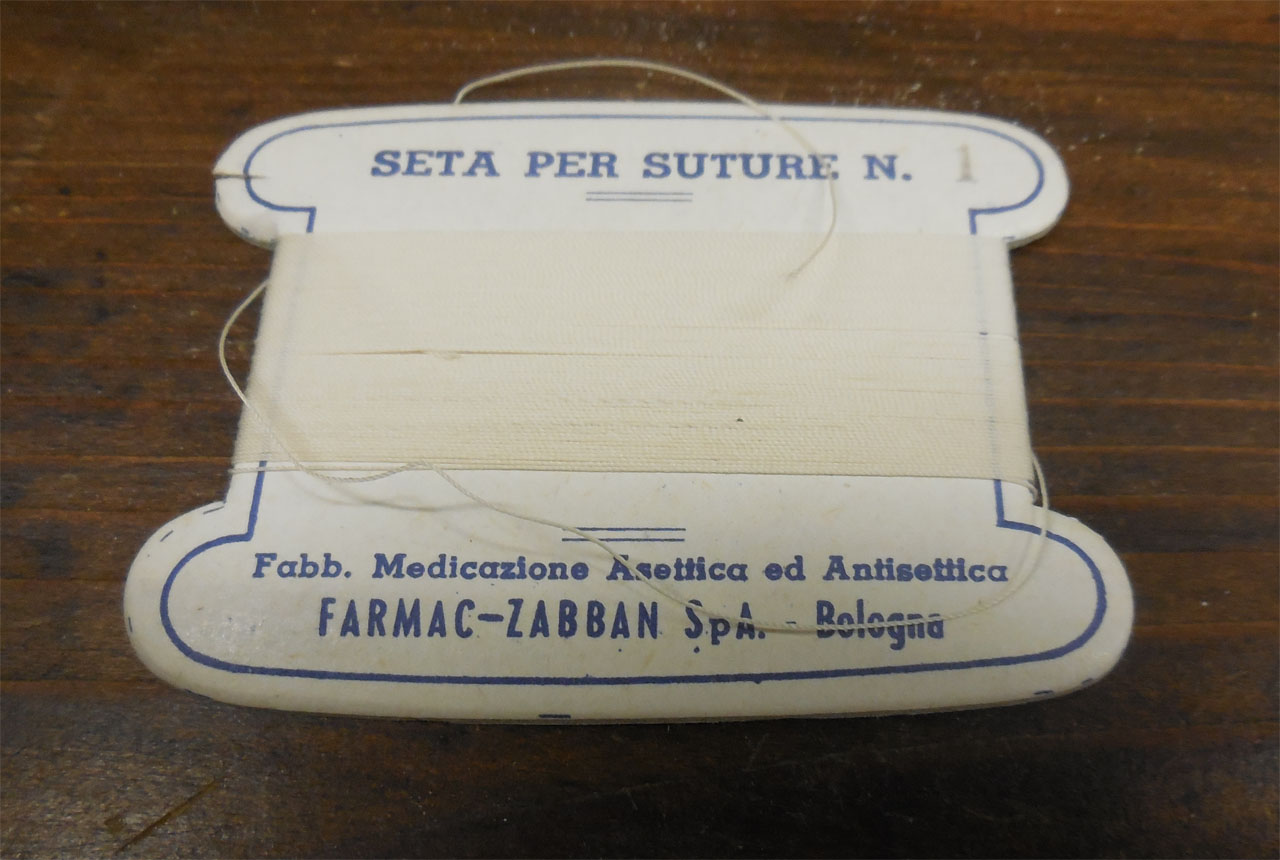 SETA PER SUTURE N. 1
Fabb. Medicazione Asettica ed Antisettica
FARMAC-ZABBAN SpA. - Bologna